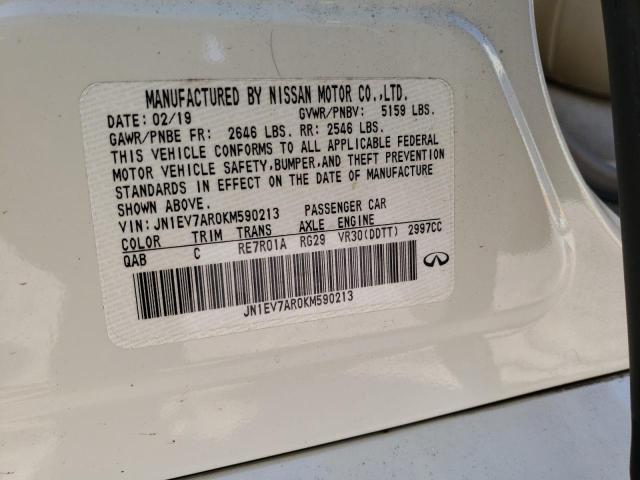 MANUFACTURED BY NISSAN MOTOR CO.,LTD.
DATE: 02/19 GVWR/PNBV: 5159 LBS.
GAWR/PNBE FR: 2646 LBS. RR: 2546 LBS.
THIS VEHICLE CONFORMS TO ALL APPLICABLE FEDERAL
MOTOR VEHICLE SAFETY,BUMPER,AND THEFT PREVENTION
STANDARDS IN EFFECT ON THE DATE OF MANUFACTURE
SHOWN ABOVE.
VIN: JN1EV7AR0KM590213 PASSENGER CAR
COLOR TRIM TRANS AXLE ENGINE
QAB C RE7R01A RG29 VR30(DDTT) 2997CC
JN1EV7AR0KM590213